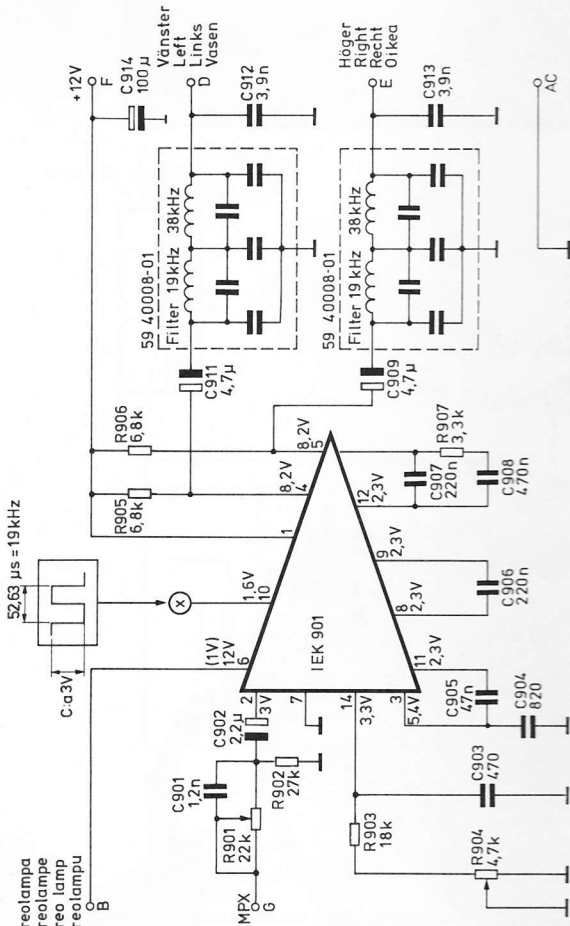 reolampa
reolampe
reo lamp
reolampu
B
MPX
G
R901
22k
C901
1,2n
R902
27k
C902
2,2µ
C:a3V
52,63 µs = 19kHz
X
IEK 901
(1V)
12V
6
2
3V
7
14
3,3V
3
5,4V
1,6V
10
1
8,2V
4
8,2V
5
11
2,3V
8
2,3V
9
2,3V
12
2,3V
R903
18k
R904
4,7k
C903
470
C904
820
C905
47n
C906
220n
C907
220n
R907
3,3k
C908
470n
R905
6,8k
R906
6,8k
C911
4,7µ
C909
4,7µ
59 40008-01
Filter 19 kHz 38kHz
59 40008-01
Filter 19kHz 38kHz
+12V
F
C914
100µ
Vänster
Left
Links
Vasen
D
C912
3,9n
Höger
Right
Recht
Oikea
E
C913
3,9n
AC